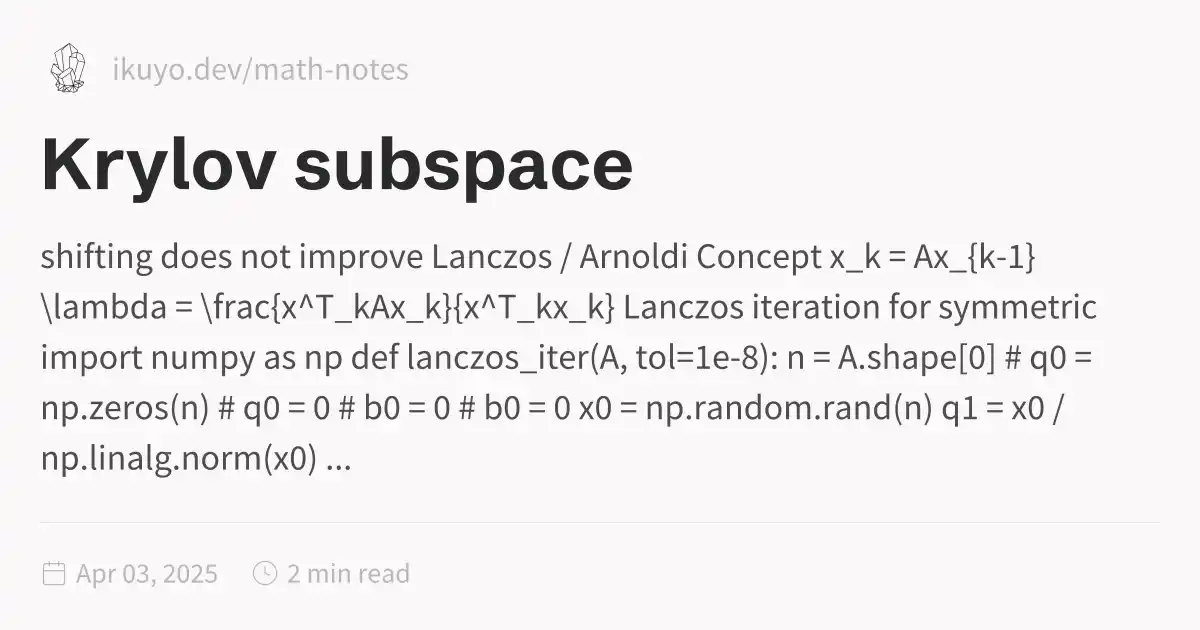 ikuyo.dev/math-notes
Krylov subspace
shifting does not improve Lanczos / Arnoldi Concept x_k = Ax_{k-1}
\lambda = \frac{x^T_kAx_k}{x^T_kx_k} Lanczos iteration for symmetric
import numpy as np def lanczos_iter(A, tol=1e-8): n = A.shape[0] # q0 =
np.zeros(n) # q0 = 0 # b0 = 0 # b0 = 0 x0 = np.random.rand(n) q1 = x0 /
np.linalg.norm(x0) ...
Apr 03, 2025 2 min read